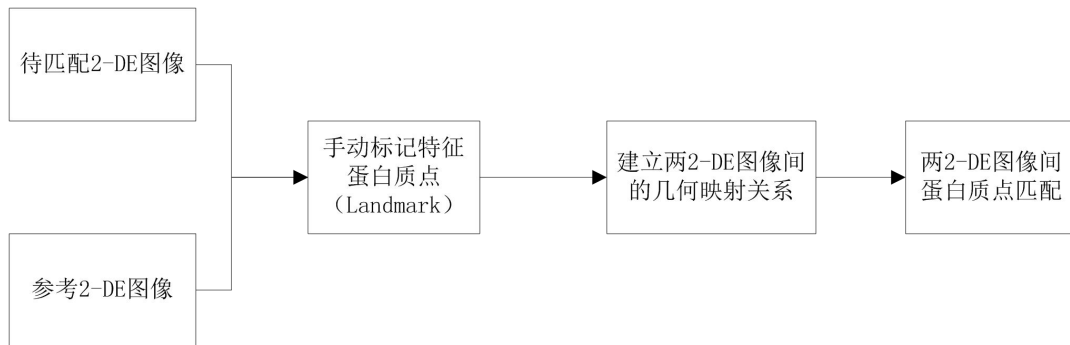 待匹配2-DE图像
参考2-DE图像
手动标记特征
蛋白质点
（Landmark）
建立两2-DE图像间
的几何映射关系
两2-DE图像间
蛋白质点匹配